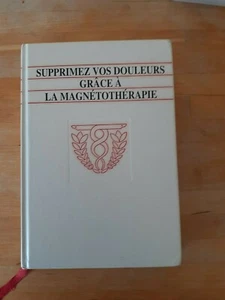 SUPPRIMEZ VOS DOULEURS
GRÂCE À
LA MAGNÉTOTHÉRAPIE